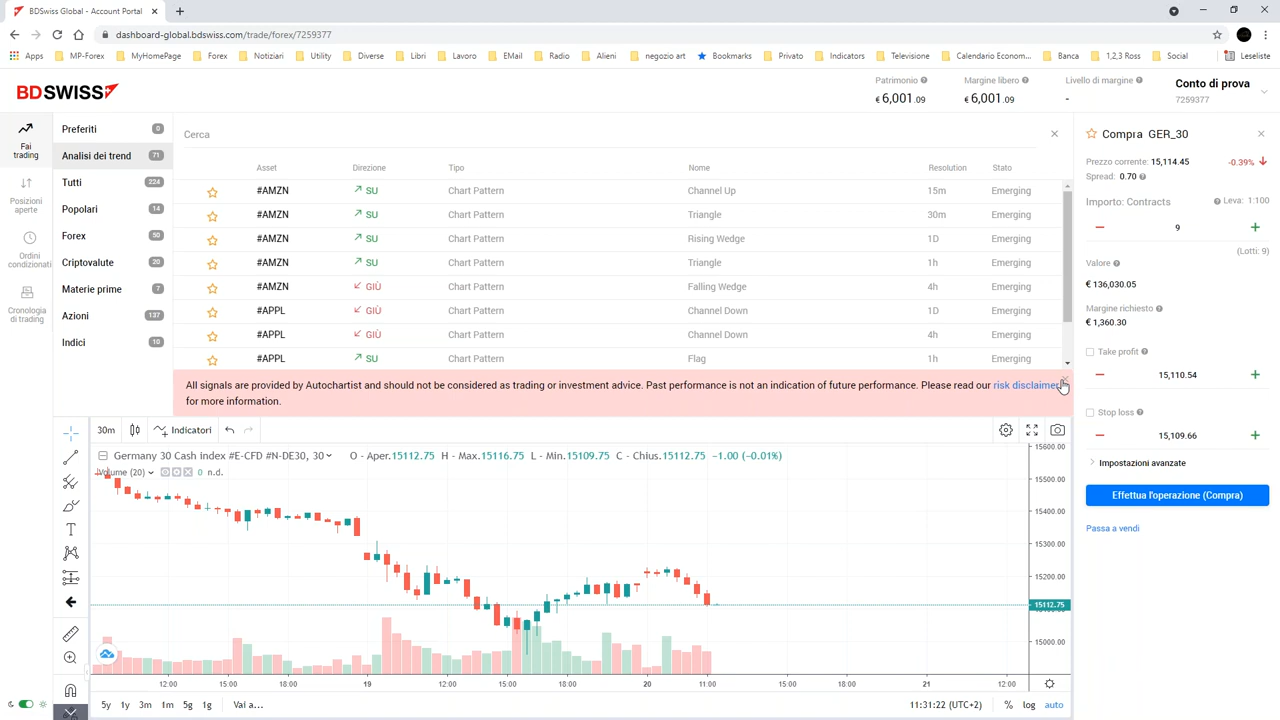 BDSwiss Global - Account Portal
dashboard-global.bdswiss.com/trade/forex/7259377
Apps MP-Forex MyHomePage Forex Notiziari Utility Diverse Libri Lavoro EMail Radio Alieni negozio art Bookmarks Privato Indicators Televisione Calendario Econom... Banca 1,2,3 Ross Social Leseliste
BDSWISS
Patrimonio
€ 6,001.09
Margine libero
€ 6,001.09
Livello di margine
-
Conto di prova
7259377
Fai trading
Posizioni aperte
Ordini condizionati
Cronologia di trading
Preferiti 0
Analisi dei trend 71
Tutti 224
Popolari 14
Forex 50
Criptovalute 20
Materie prime 7
Azioni 137
Indici 10
Cerca
Asset Direzione Tipo Nome Resolution Stato
#AMZN SU Chart Pattern Channel Up 15m Emerging
#AMZN SU Chart Pattern Triangle 30m Emerging
#AMZN SU Chart Pattern Rising Wedge 1D Emerging
#AMZN SU Chart Pattern Triangle 1h Emerging
#AMZN GIÙ Chart Pattern Falling Wedge 4h Emerging
#APPL GIÙ Chart Pattern Channel Down 1D Emerging
#APPL GIÙ Chart Pattern Channel Down 4h Emerging
#APPL SU Chart Pattern Flag 1h Emerging
All signals are provided by Autochartist and should not be considered as trading or investment advice. Past performance is not an indication of future performance. Please read our risk disclaimer
for more information.
30m Indicatori
Germany 30 Cash index #E-CFD #N-DE30, 30 O - Aper.15112.75 H - Max.15116.75 L - Min.15109.75 C - Chius.15112.75 −1.00 (−0.01%)
Volume (20) 0 n.d.
15600.00
15500.00
15400.00
15300.00
15200.00
15112.75
15000.00
12:00 15:00 18:00 19 12:00 15:00 18:00 20 11:00 15:00 18:00 21 12:00
5y 1y 3m 1m 5g 1g Vai a... 11:31:22 (UTC+2) % log auto
Compra GER_30
Prezzo corrente: 15,114.45 -0.39%
Spread: 0.70
Importo: Contracts Leva: 1:100
− 9 +
(Lotti: 9)
Valore
€ 136,030.05
Margine richiesto
€ 1,360.30
Take profit
− 15,110.54 +
Stop loss
− 15,109.66 +
Impostazioni avanzate
Effettua l'operazione (Compra)
Passa a vendi